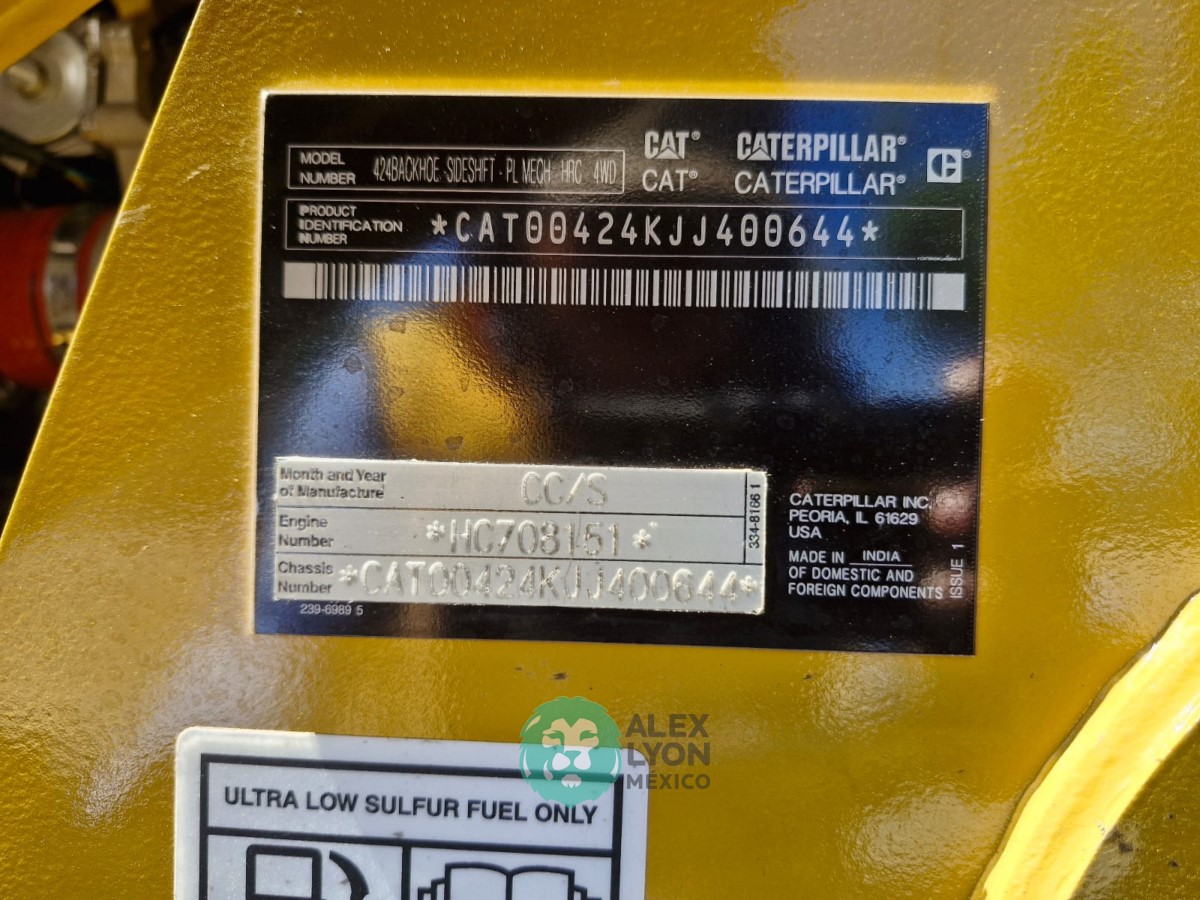 MODEL NUMBER 424BACKHOE SIDESHIFT - PL MECH HRC 4WD
CAT® CATERPILLAR®
CAT® CATERPILLAR®
C®
PRODUCT IDENTIFICATION NUMBER *CAT00424KJJ400644*
Month and Year of Manufacture CC/S
Engine Number *HC708151*
Chassis Number *CAT00424KJJ400644*
334-8166 1
239-6989 5
CATERPILLAR INC.
PEORIA, IL 61629
USA
MADE IN INDIA
OF DOMESTIC AND
FOREIGN COMPONENTS
ISSUE 1
ALEX
LYON
MÉXICO
ULTRA LOW SULFUR FUEL ONLY